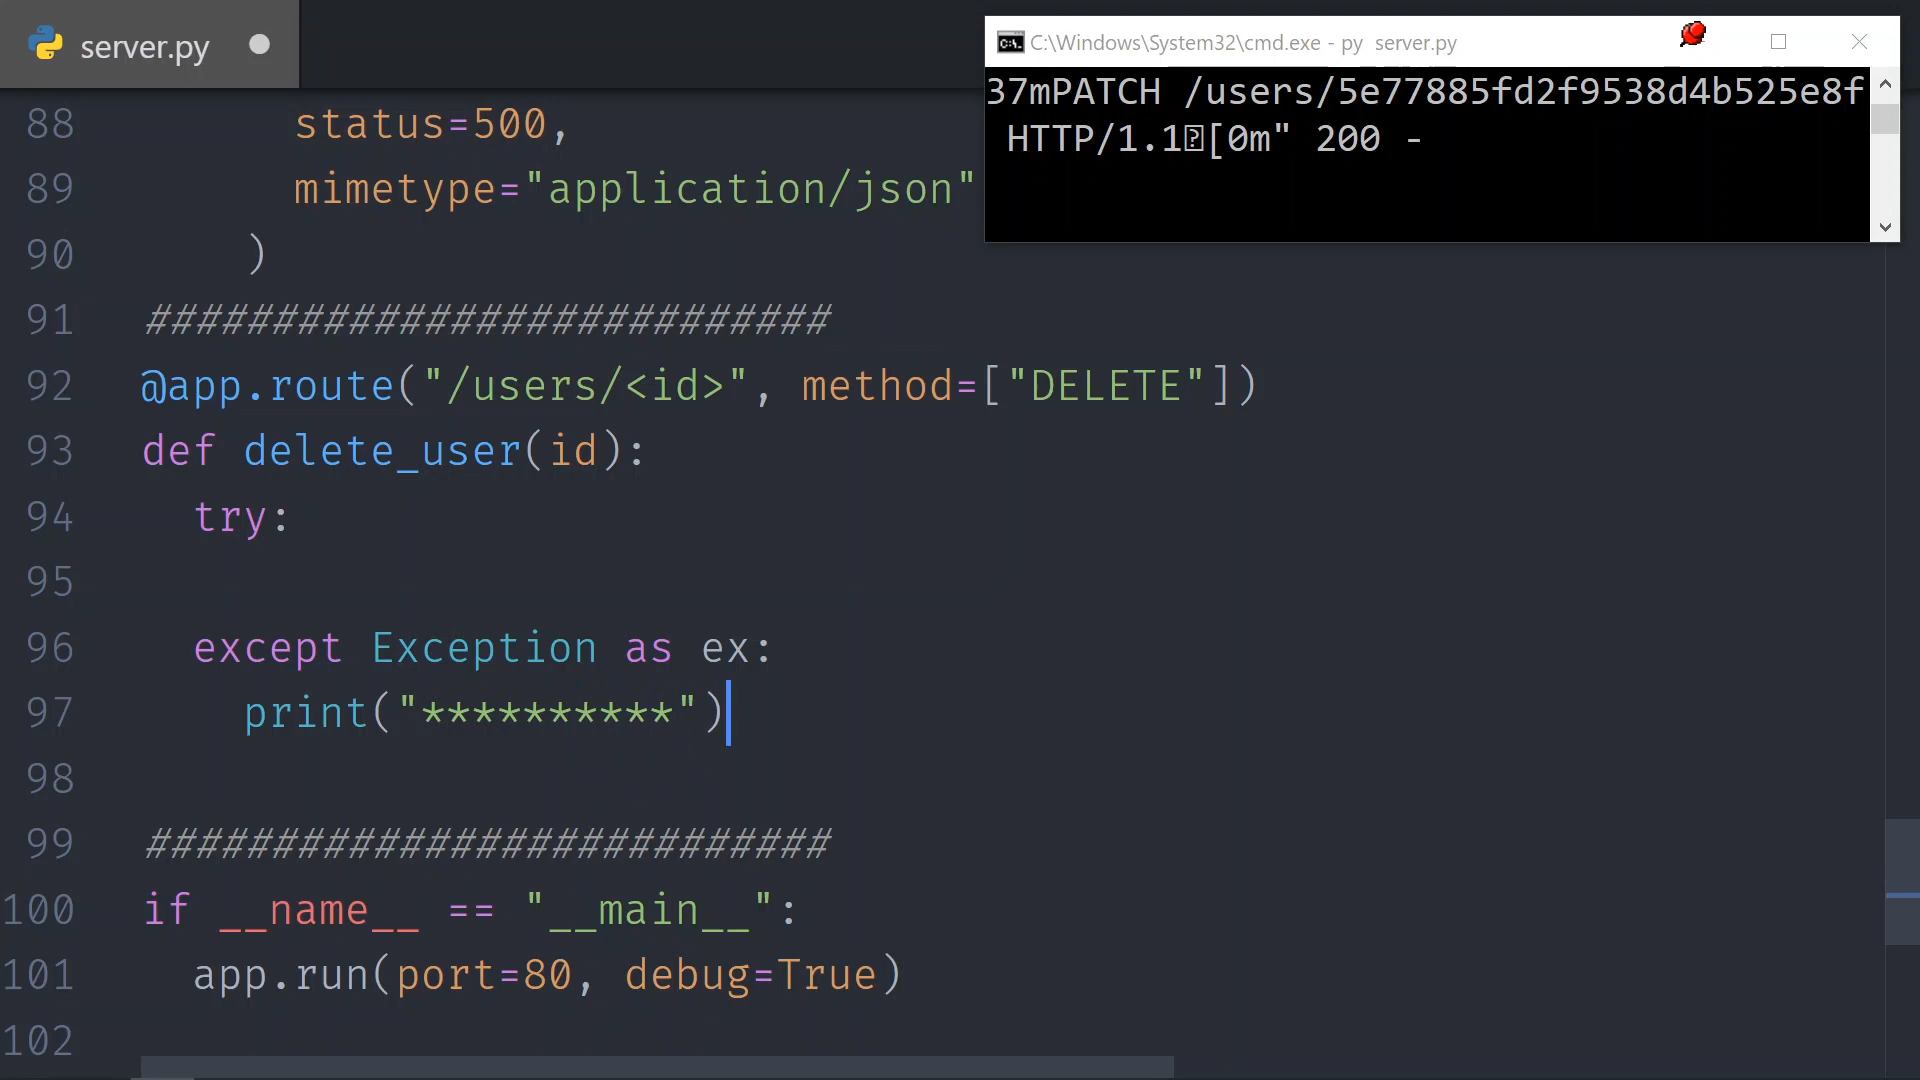 server.py
C:\Windows\System32\cmd.exe - py server.py
37mPATCH /users/5e77885fd2f9538d4b525e8f
HTTP/1.1⍰[0m" 200 -
88 status=500,
89 mimetype="application/json"
90 )
91 ###########################
92 @app.route("/users/<id>", method=["DELETE"])
93 def delete_user(id):
94 try:
95
96 except Exception as ex:
97 print("**********")
98
99 ###########################
100 if __name__ == "__main__":
101 app.run(port=80, debug=True)
102